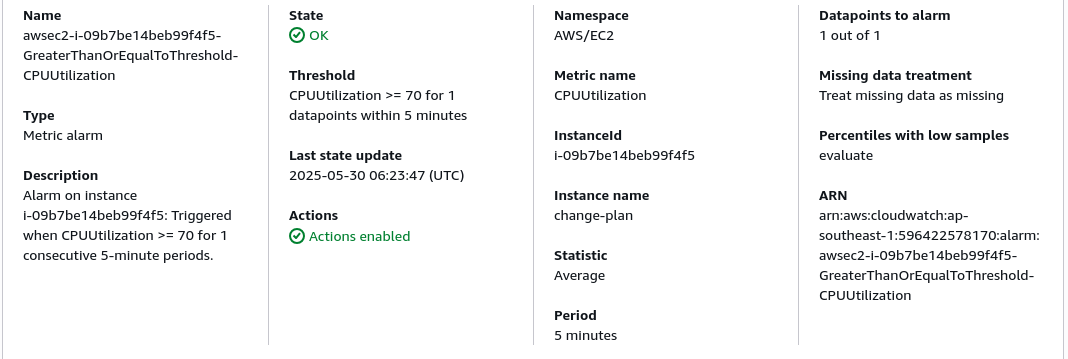 Name
awsec2-i-09b7be14beb99f4f5-
GreaterThanOrEqualToThreshold-
CPUUtilization
Type
Metric alarm
Description
Alarm on instance
i-09b7be14beb99f4f5: Triggered
when CPUUtilization >= 70 for 1
consecutive 5-minute periods.
State
OK
Threshold
CPUUtilization >= 70 for 1
datapoints within 5 minutes
Last state update
2025-05-30 06:23:47 (UTC)
Actions
Actions enabled
Namespace
AWS/EC2
Metric name
CPUUtilization
InstanceId
i-09b7be14beb99f4f5
Instance name
change-plan
Statistic
Average
Period
5 minutes
Datapoints to alarm
1 out of 1
Missing data treatment
Treat missing data as missing
Percentiles with low samples
evaluate
ARN
arn:aws:cloudwatch:ap-
southeast-1:596422578170:alarm:
awsec2-i-09b7be14beb99f4f5-
GreaterThanOrEqualToThreshold-
CPUUtilization